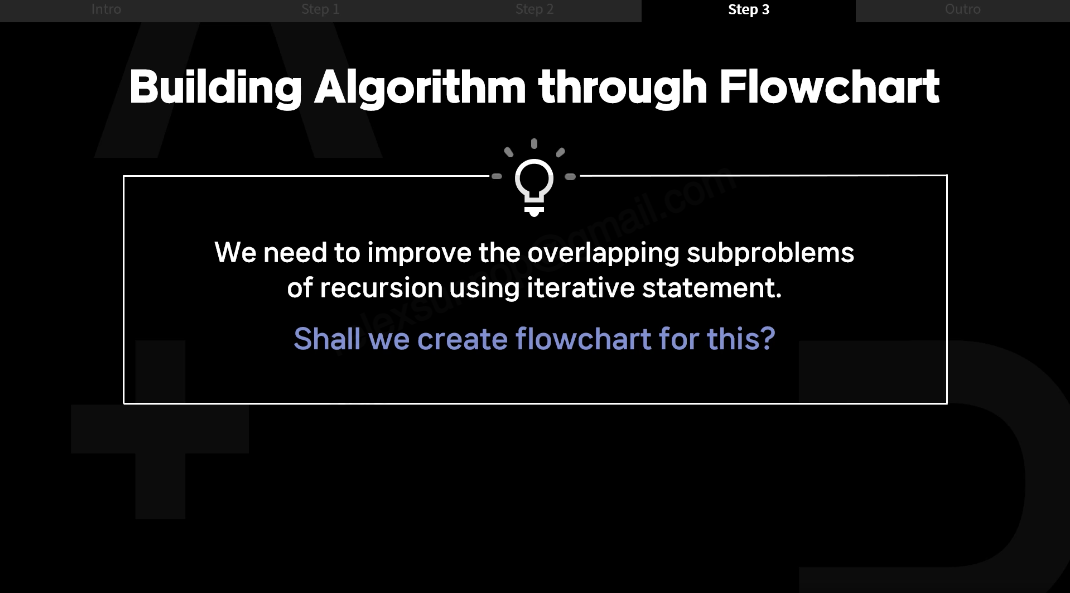 Intro
Step 1
Step 2
Step 3
Outro
Building Algorithm through Flowchart
We need to improve the overlapping subproblems
of recursion using iterative statement.
Shall we create flowchart for this?